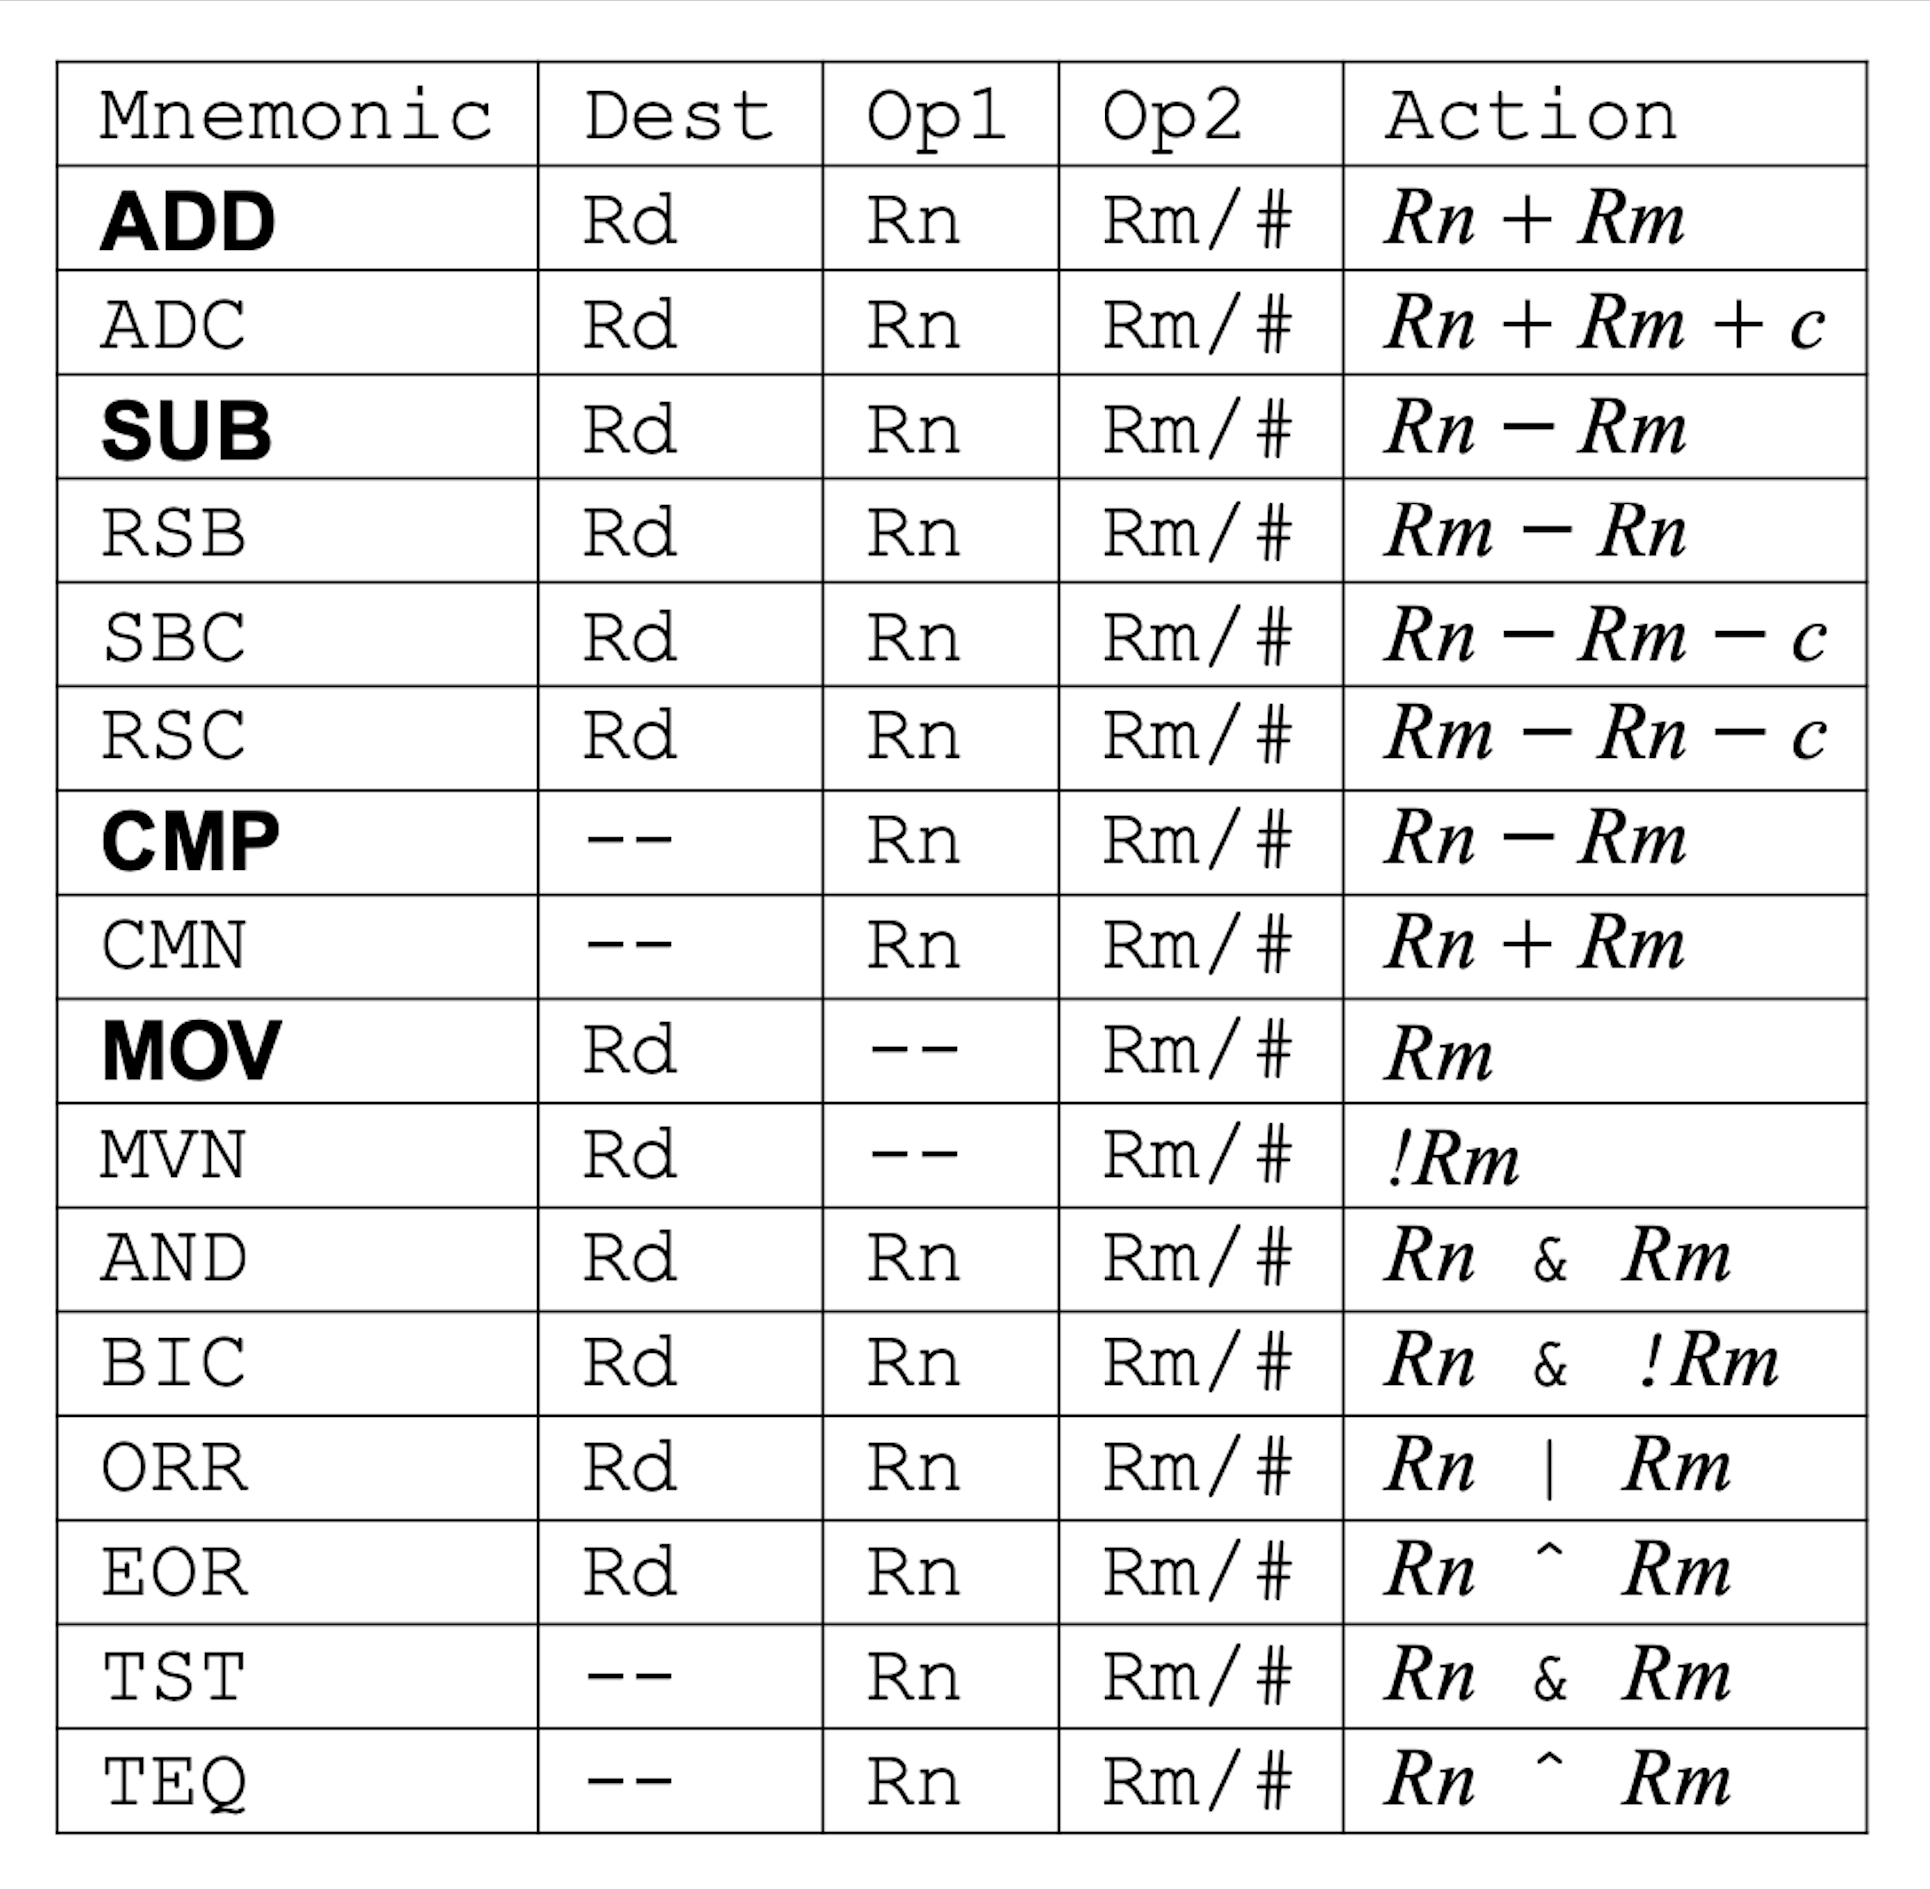 Mnemonic Dest Op1 Op2 Action
ADD Rd Rn Rm/# Rn + Rm
ADC Rd Rn Rm/# Rn + Rm + c
SUB Rd Rn Rm/# Rn − Rm
RSB Rd Rn Rm/# Rm − Rn
SBC Rd Rn Rm/# Rn − Rm − c
RSC Rd Rn Rm/# Rm − Rn − c
CMP -- Rn Rm/# Rn − Rm
CMN -- Rn Rm/# Rn + Rm
MOV Rd -- Rm/# Rm
MVN Rd -- Rm/# !Rm
AND Rd Rn Rm/# Rn & Rm
BIC Rd Rn Rm/# Rn & !Rm
ORR Rd Rn Rm/# Rn | Rm
EOR Rd Rn Rm/# Rn ^ Rm
TST -- Rn Rm/# Rn & Rm
TEQ -- Rn Rm/# Rn ^ Rm